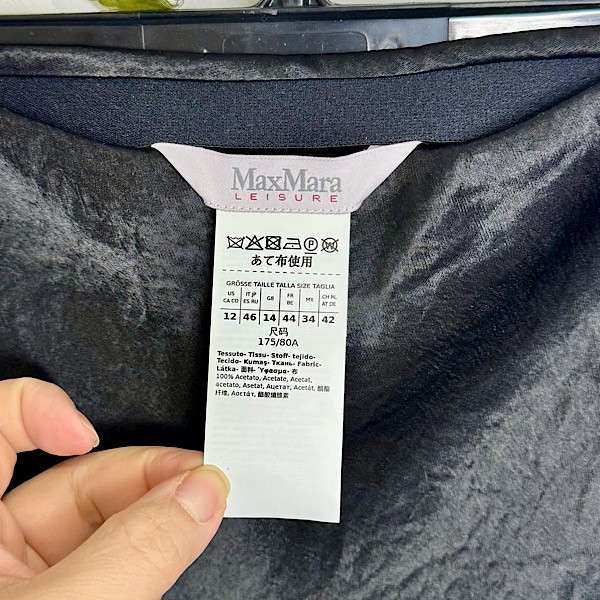 MaxMara
LEISURE
あて布使用
GRÖSSE TAILLE TALLA SIZE TAGLIA
US CA CO IT JP ES RU GB FR BE MX CH RL AT DE
12 46 14 44 34 42
尺码
175/80A
Tessuto- Tissu- Stoff- tejido-
Tecido- Kumaş- Ткань- Fabric-
Látka- 面料- Ύφασμα- 布
100% Acetato, Acetate, Acetat,
acetato, Asetat, Ацетат, Acetát, 醋酯
纤维, Ασετάτ, 醋酸繊維素